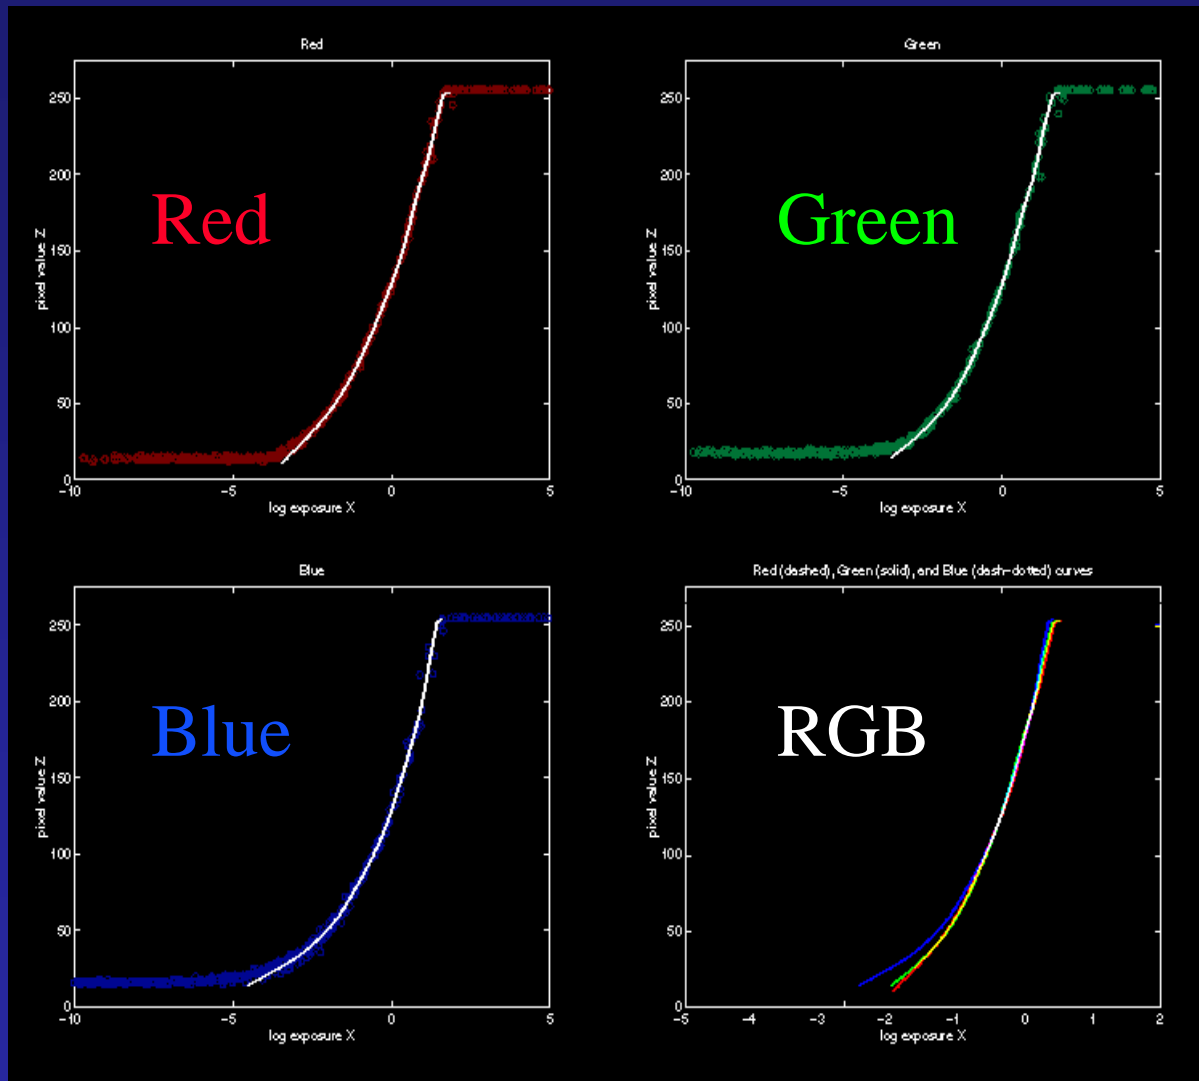 Red
250
200
150
100
50
0
pixel value Z
Red
-10
-5
0
5
log exposure X
Green
250
200
150
100
50
0
pixel value Z
Green
-10
-5
0
5
log exposure X
Blue
250
200
150
100
50
0
pixel value Z
Blue
-10
-5
0
5
log exposure X
Red (dashed), Green (solid), and Blue (dash-dotted) curves
250
200
150
100
50
0
pixel value Z
RGB
-5
-4
-3
-2
-1
0
1
2
log exposure X